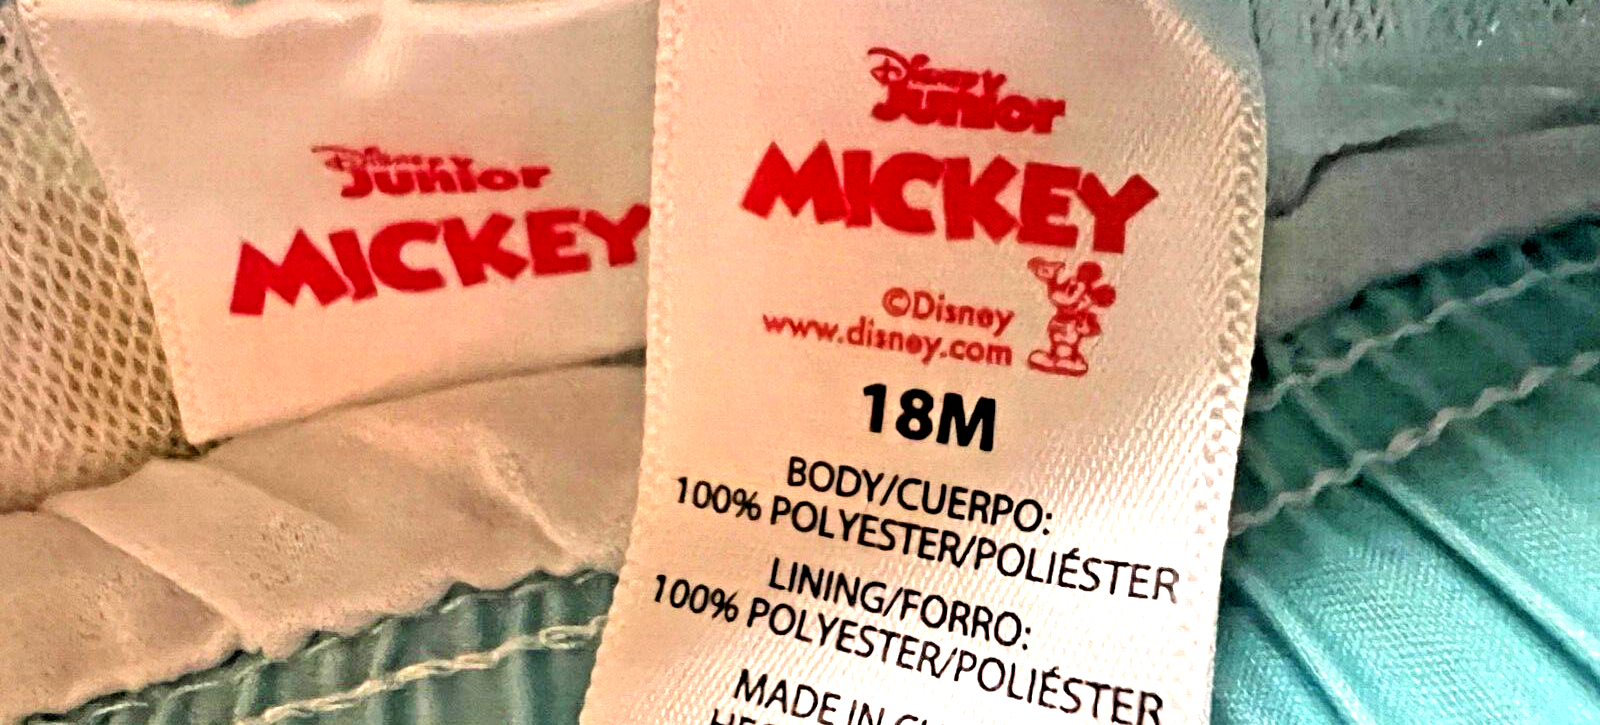 Disney
Junior
MICKEY
Disney
Junior
MICKEY
©Disney
www.disney.com
18M
BODY/CUERPO:
100% POLYESTER/POLIÉSTER
LINING/FORRO:
100% POLYESTER/POLIÉSTER
MADE IN